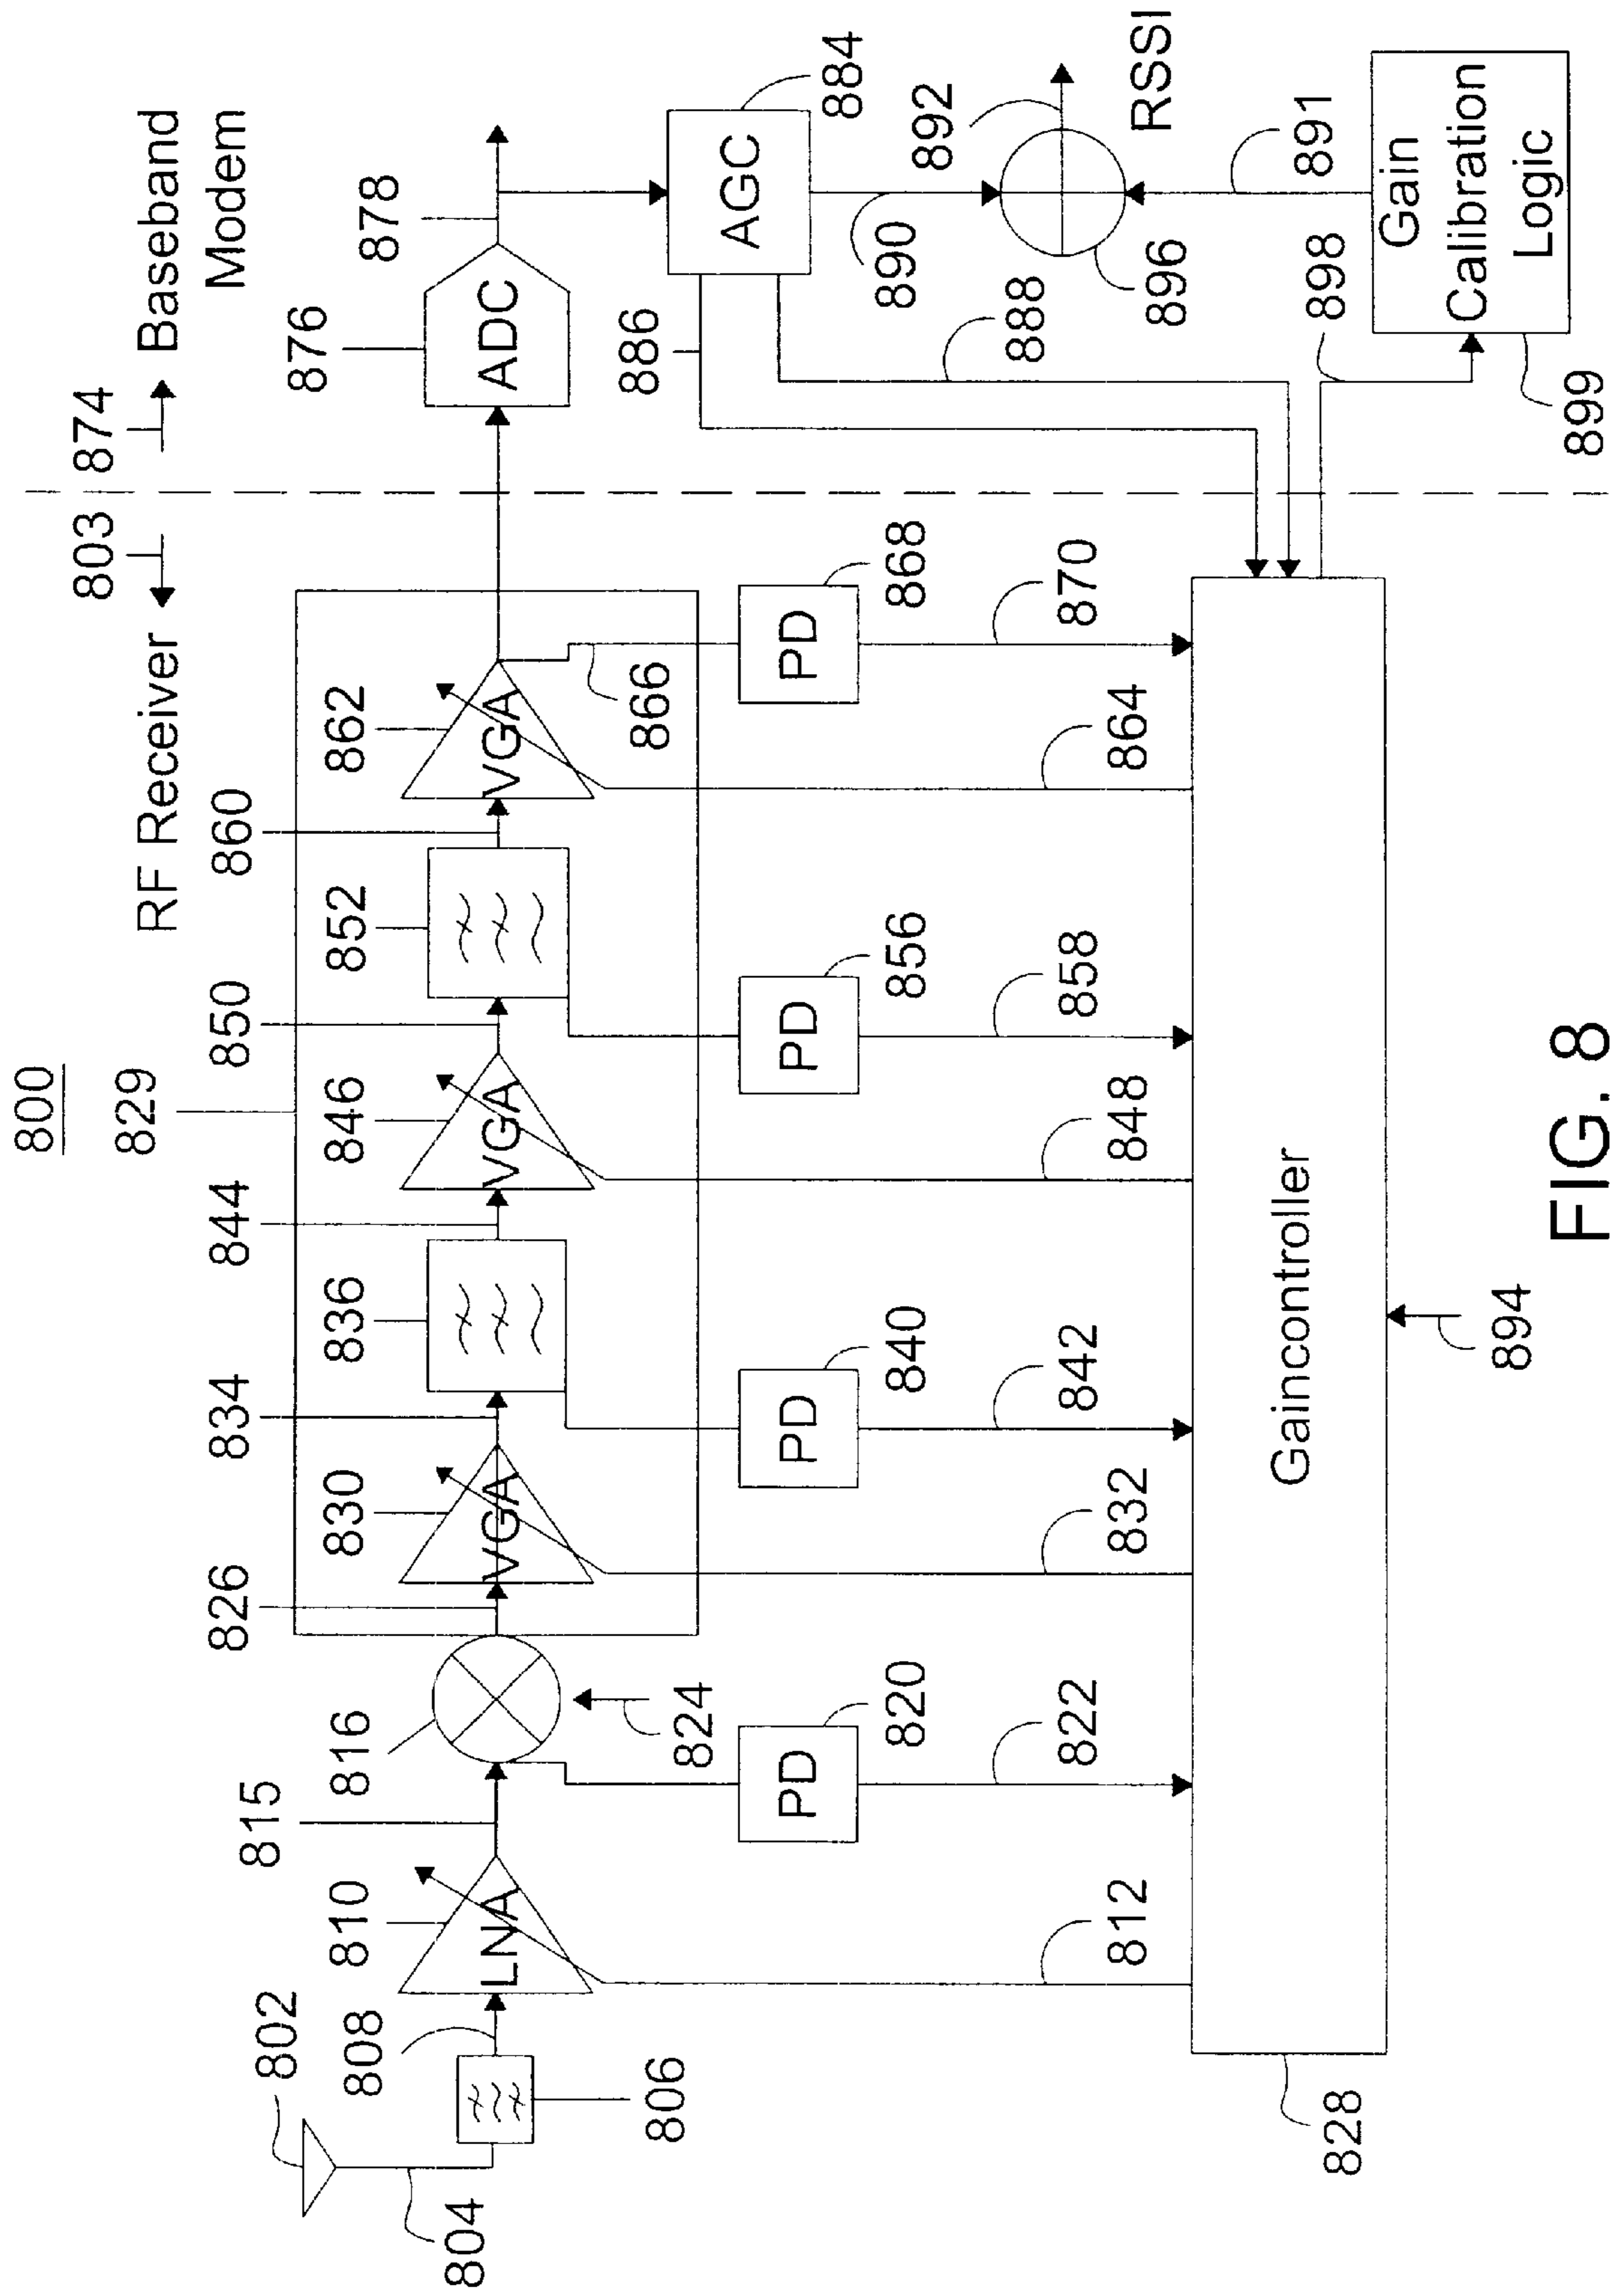 800
829
RF Receiver
803
874
Baseband
Modem
802
804
806
808
810
LNA
815
816
824
826
830
VGA
834
836
844
846
VGA
850
852
860
862
VGA
866
876
ADC
878
PD
820
822
PD
840
842
PD
856
858
PD
868
870
812
832
848
864
886
888
AGC
884
890
892
896
RSSI
891
898
Gain
Calibration
Logic
899
Gaincontroller
828
894
FIG. 8